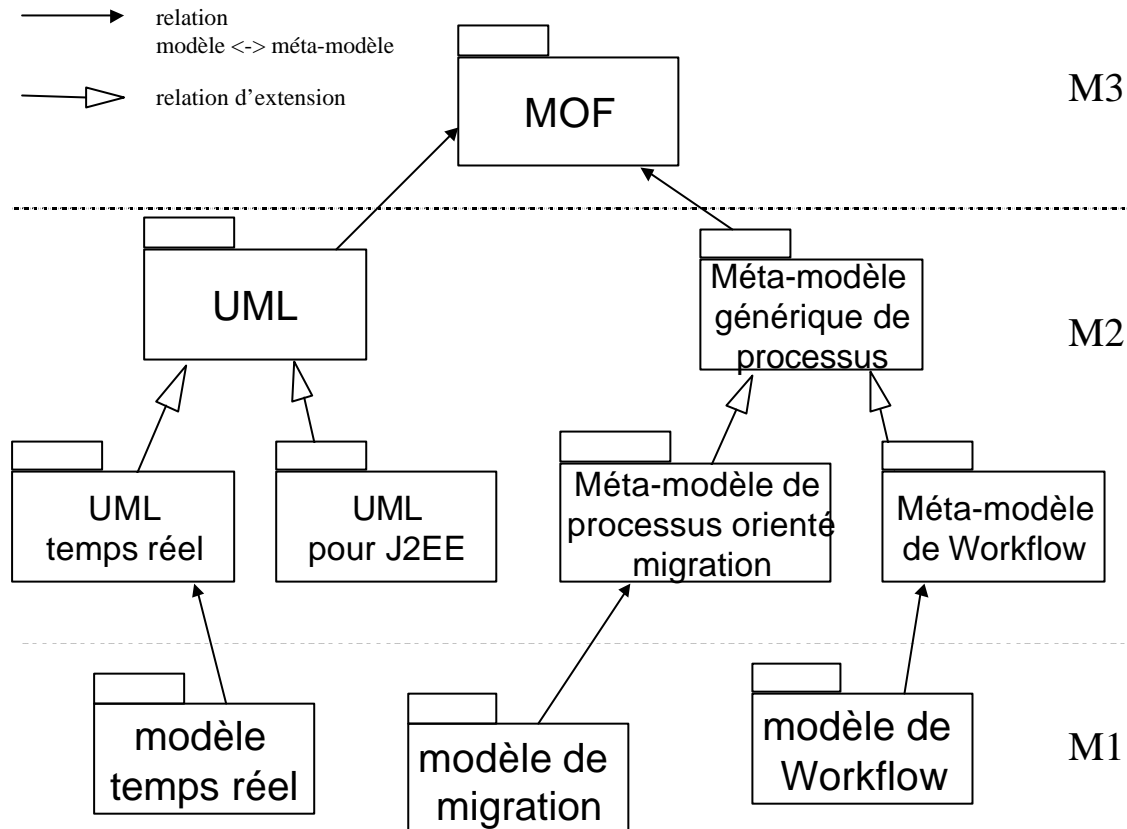 relation
modèle <-> méta-modèle
relation d'extension
MOF
M3
UML
Méta-modèle
générique de
processus
M2
UML
temps réel
UML
pour J2EE
Méta-modèle de
processus orienté
migration
Méta-modèle
de Workflow
modèle
temps réel
modèle de
migration
modèle de
Workflow
M1